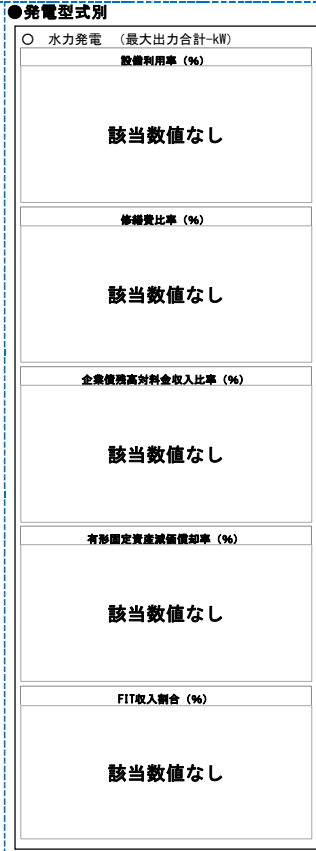 ●発電型式別
○ 水力発電 (最大出力合計-kW)
設備利用率（%）
該当数値なし
修繕費比率（%）
該当数値なし
企業債残高対料金収入比率（%）
該当数値なし
有形固定資産減価償却率（%）
該当数値なし
FIT収入割合（%）
該当数値なし